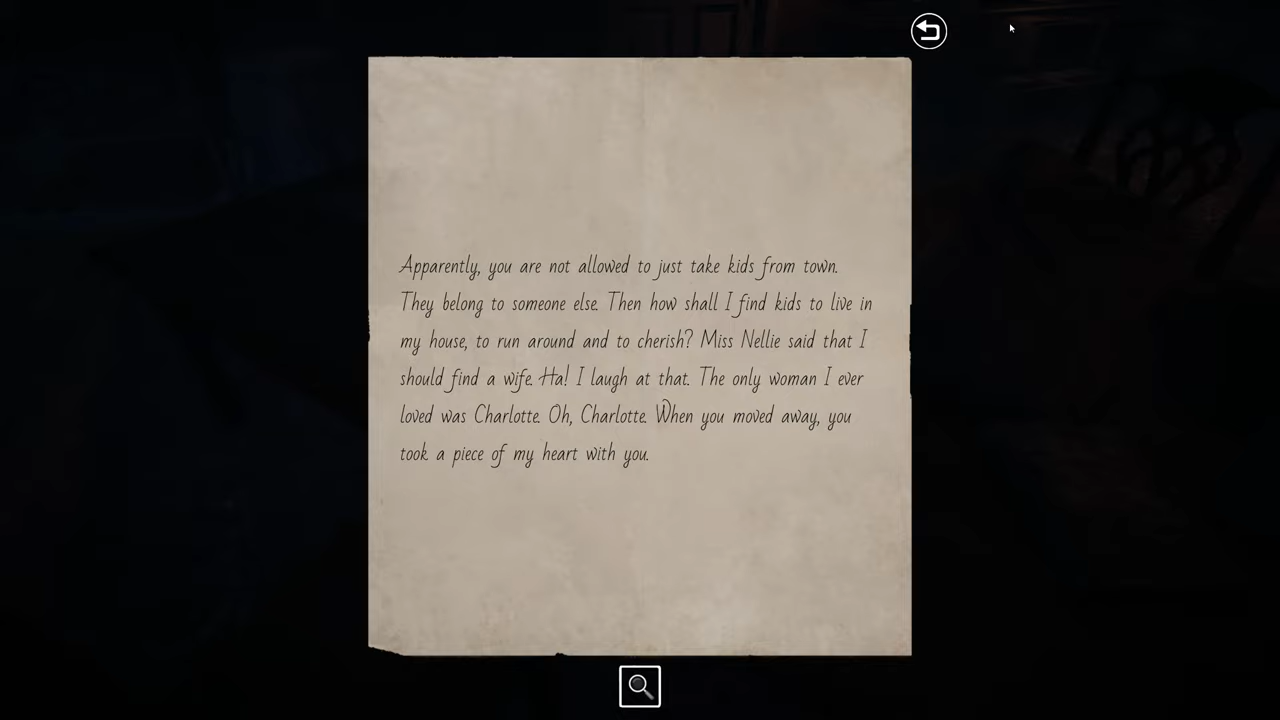 Apparently, you are not allowed to just take kids from town.
They belong to someone else. Then how shall I find kids to live in
my house, to run around and to cherish? Miss Nellie said that I
should find a wife. Ha! I laugh at that. The only woman I ever
loved was Charlotte. Oh, Charlotte. When you moved away, you
took a piece of my heart with you.